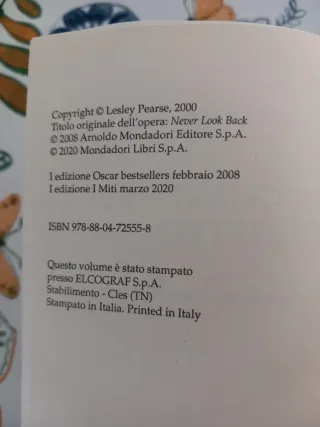 Copyright © Lesley Pearse, 2000
Titolo originale dell'opera: Never Look Back
© 2008 Arnoldo Mondadori Editore S.p.A.
© 2020 Mondadori Libri S.p.A.
I edizione Oscar bestsellers febbraio 2008
I edizione I Miti marzo 2020
ISBN 978-88-04-72555-8
Questo volume è stato stampato
presso ELCOGRAF S.p.A.
Stabilimento - Cles (TN)
Stampato in Italia. Printed in Italy